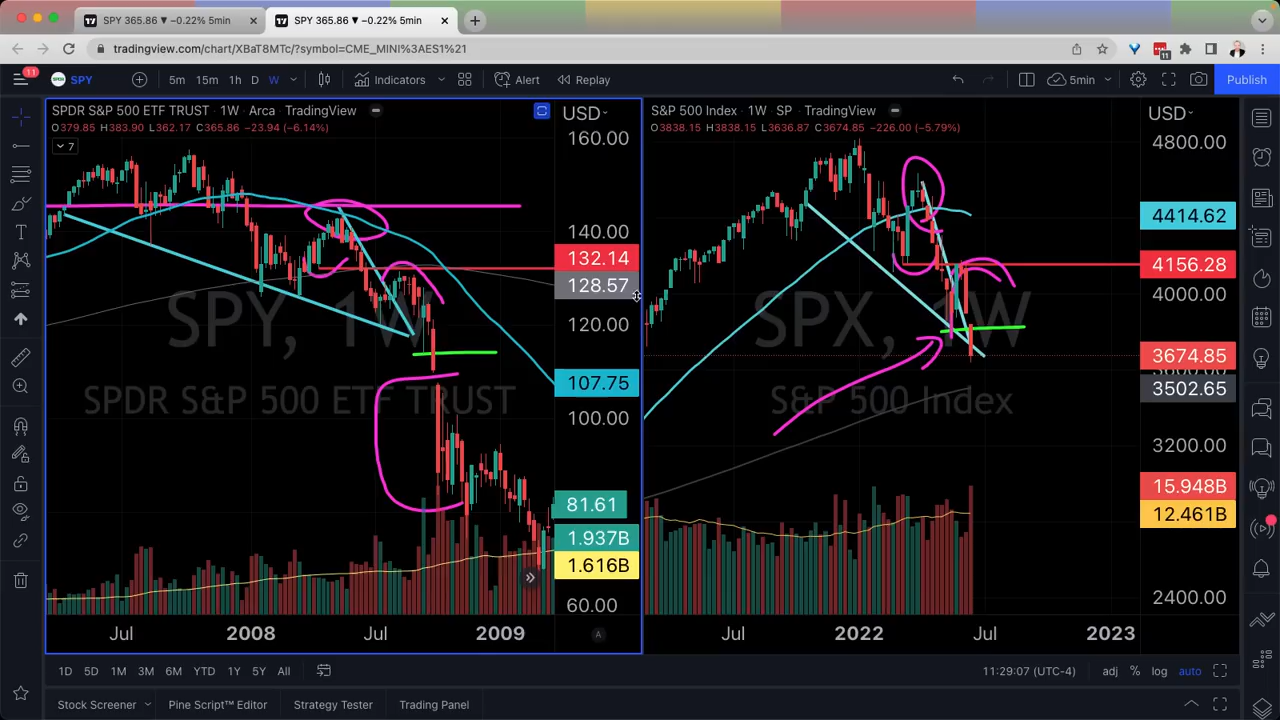 SPY 365.86 ▼ −0.22% 5min
SPY 365.86 ▼ −0.22% 5min
tradingview.com/chart/XBaT8MTc/?symbol=CME_MINI%3AES1%21
11
11
SPY
5m 15m 1h D W
Indicators
Alert
Replay
5min
Publish
SPDR S&P 500 ETF TRUST · 1W · Arca · TradingView
O379.85 H383.90 L362.17 C365.86 −23.94 (−6.14%)
7
USD
160.00
140.00
132.14
128.57
120.00
107.75
100.00
81.61
1.937B
1.616B
60.00
SPY, 1W
SPDR S&P 500 ETF TRUST
Jul 2008 Jul 2009
A
S&P 500 Index · 1W · SP · TradingView
O3838.15 H3838.15 L3636.87 C3674.85 −226.00 (−5.79%)
USD
4800.00
4414.62
4156.28
4000.00
3674.85
3600.00
3502.65
3200.00
15.948B
12.461B
2400.00
SPX, 1W
S&P 500 Index
Jul 2022 Jul 2023
1D 5D 1M 3M 6M YTD 1Y 5Y All
11:29:07 (UTC-4)
adj % log auto
Stock Screener
Pine Script™ Editor
Strategy Tester
Trading Panel